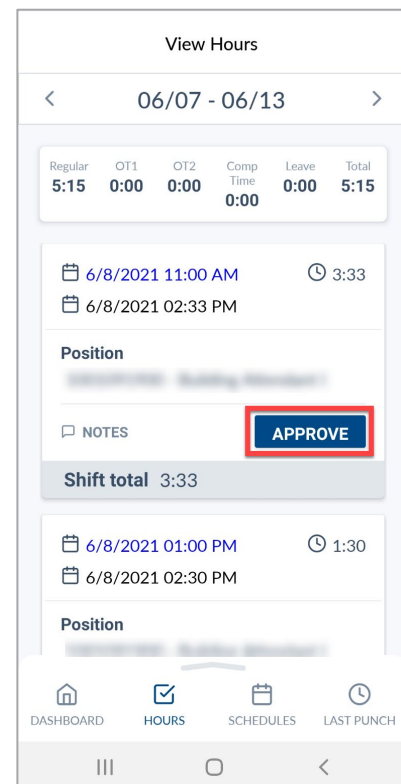 View Hours
06/07 - 06/13
Regular OT1 OT2 Comp Time Leave Total
5:15 0:00 0:00 0:00 0:00 5:15
6/8/2021 11:00 AM 3:33
6/8/2021 02:33 PM
Position
NOTES APPROVE
Shift total 3:33
6/8/2021 01:00 PM 1:30
6/8/2021 02:30 PM
Position
DASHBOARD HOURS SCHEDULES LAST PUNCH